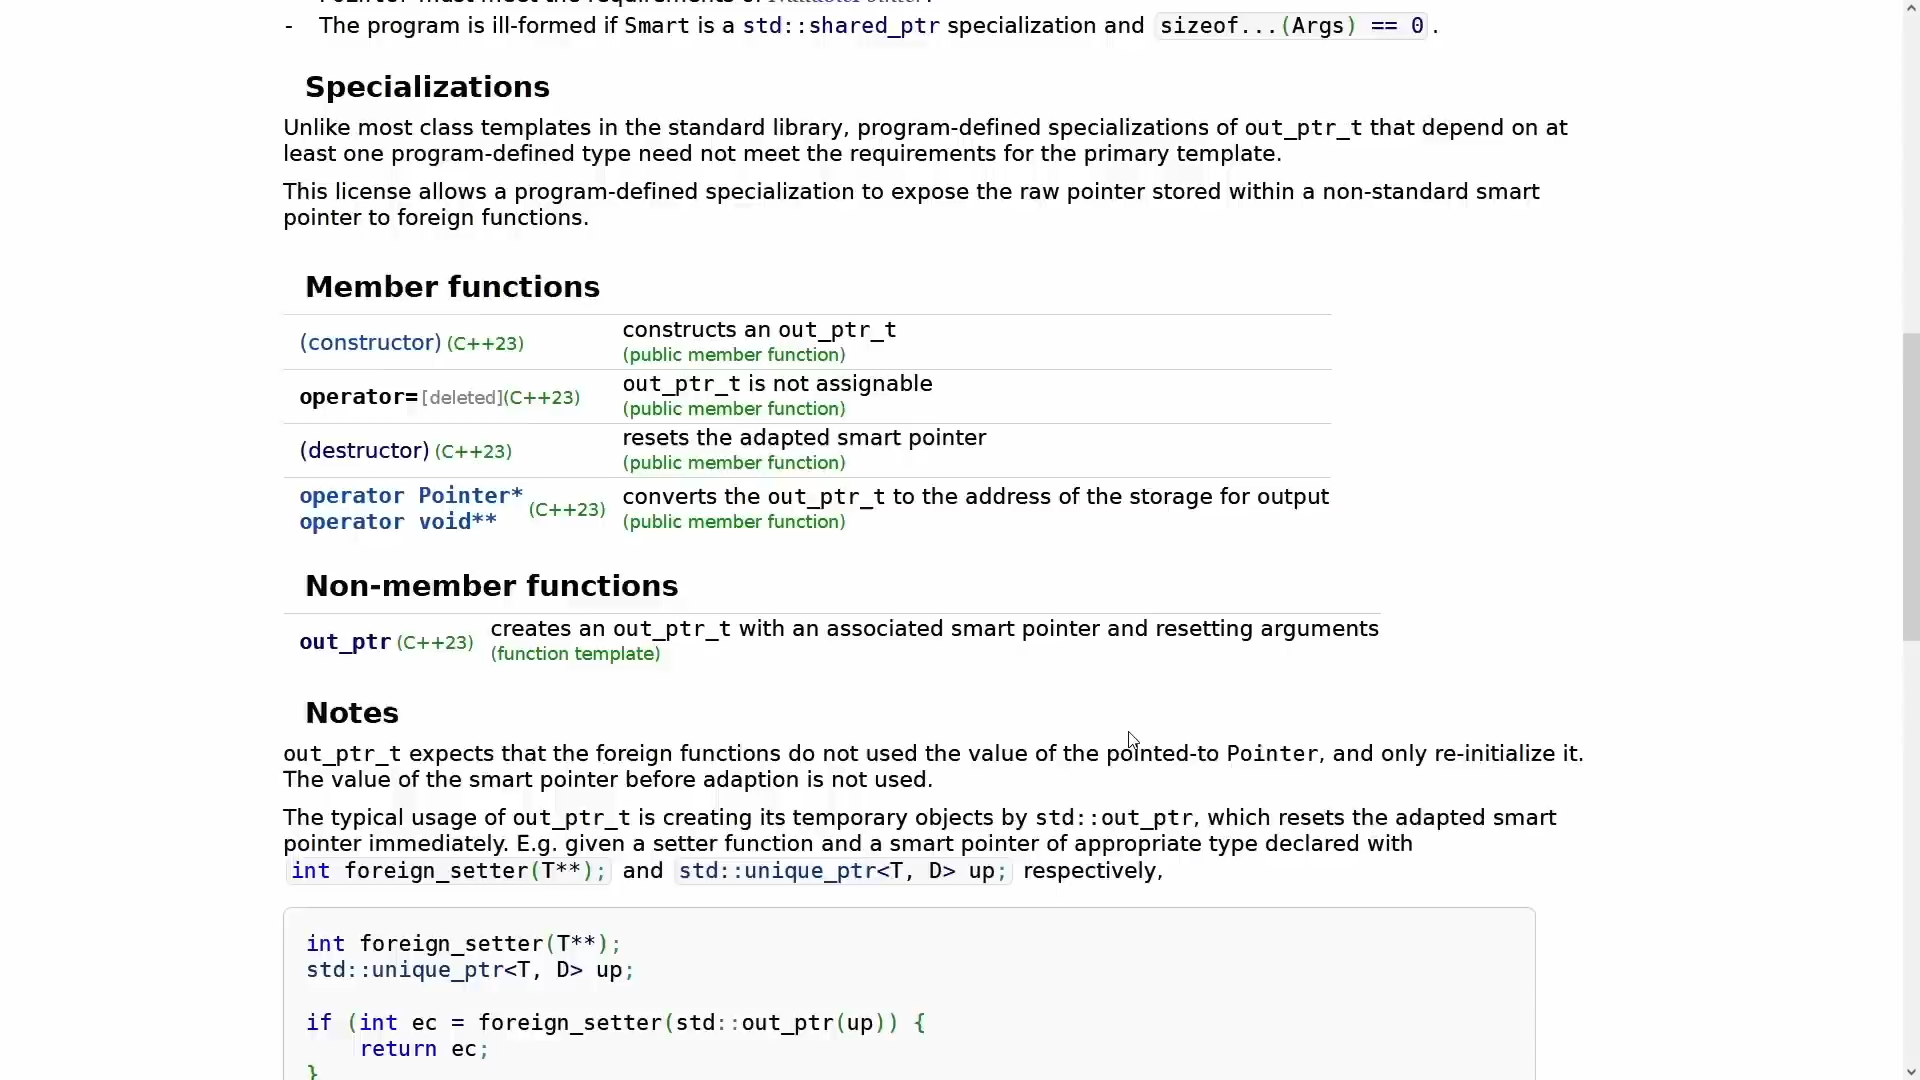 - The program is ill-formed if Smart is a std::shared_ptr specialization and sizeof...(Args) == 0.
Specializations
Unlike most class templates in the standard library, program-defined specializations of out_ptr_t that depend on at
least one program-defined type need not meet the requirements for the primary template.
This license allows a program-defined specialization to expose the raw pointer stored within a non-standard smart
pointer to foreign functions.
Member functions
(constructor) (C++23) constructs an out_ptr_t
(public member function)
operator= [deleted](C++23) out_ptr_t is not assignable
(public member function)
(destructor) (C++23) resets the adapted smart pointer
(public member function)
operator Pointer*
operator void** (C++23) converts the out_ptr_t to the address of the storage for output
(public member function)
Non-member functions
out_ptr (C++23) creates an out_ptr_t with an associated smart pointer and resetting arguments
(function template)
Notes
out_ptr_t expects that the foreign functions do not used the value of the pointed-to Pointer, and only re-initialize it.
The value of the smart pointer before adaption is not used.
The typical usage of out_ptr_t is creating its temporary objects by std::out_ptr, which resets the adapted smart
pointer immediately. E.g. given a setter function and a smart pointer of appropriate type declared with
int foreign_setter(T**); and std::unique_ptr<T, D> up; respectively,
int foreign_setter(T**);
std::unique_ptr<T, D> up;
if (int ec = foreign_setter(std::out_ptr(up)) {
return ec;
}